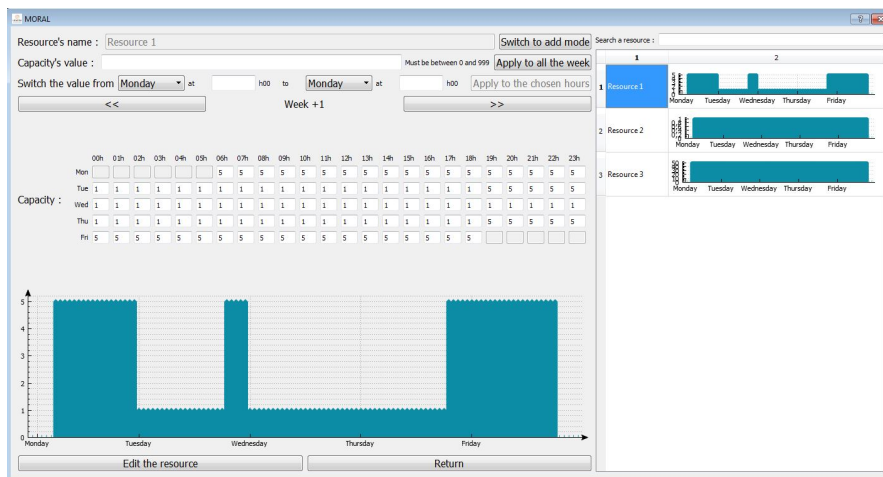 MORAL
Resource's name : Resource 1 Switch to add mode
Capacity's value : Must be between 0 and 999 Apply to all the week
Switch the value from Monday at h00 to Monday at h00 Apply to the chosen hours
<< Week +1 >>
00h 01h 02h 03h 04h 05h 06h 07h 08h 09h 10h 11h 12h 13h 14h 15h 16h 17h 18h 19h 20h 21h 22h 23h
Mon 5 5 5 5 5 5 5 5 5 5 5 5 5 5 5 5 5 5
Tue 1 1 1 1 1 1 1 1 1 1 1 1 1 1 1 1 1 1 1 5 5 5 5 5
Capacity :
Wed 1 1 1 1 1 1 1 1 1 1 1 1 1 1 1 1 1 1 1 1 1 1 1 1
Thu 1 1 1 1 1 1 1 1 1 1 1 1 1 1 1 1 1 1 1 5 5 5 5 5
Fri 5 5 5 5 5 5 5 5 5 5 5 5 5 5 5 5 5 5 5
5
4
3
2
1
0
Monday Tuesday Wednesday Thursday Friday
Edit the resource Return
Search a resource :
1 2
1 Resource 1
Monday Tuesday Wednesday Thursday Friday
2 Resource 2
Monday Tuesday Wednesday Thursday Friday
3 Resource 3
Monday Tuesday Wednesday Thursday Friday